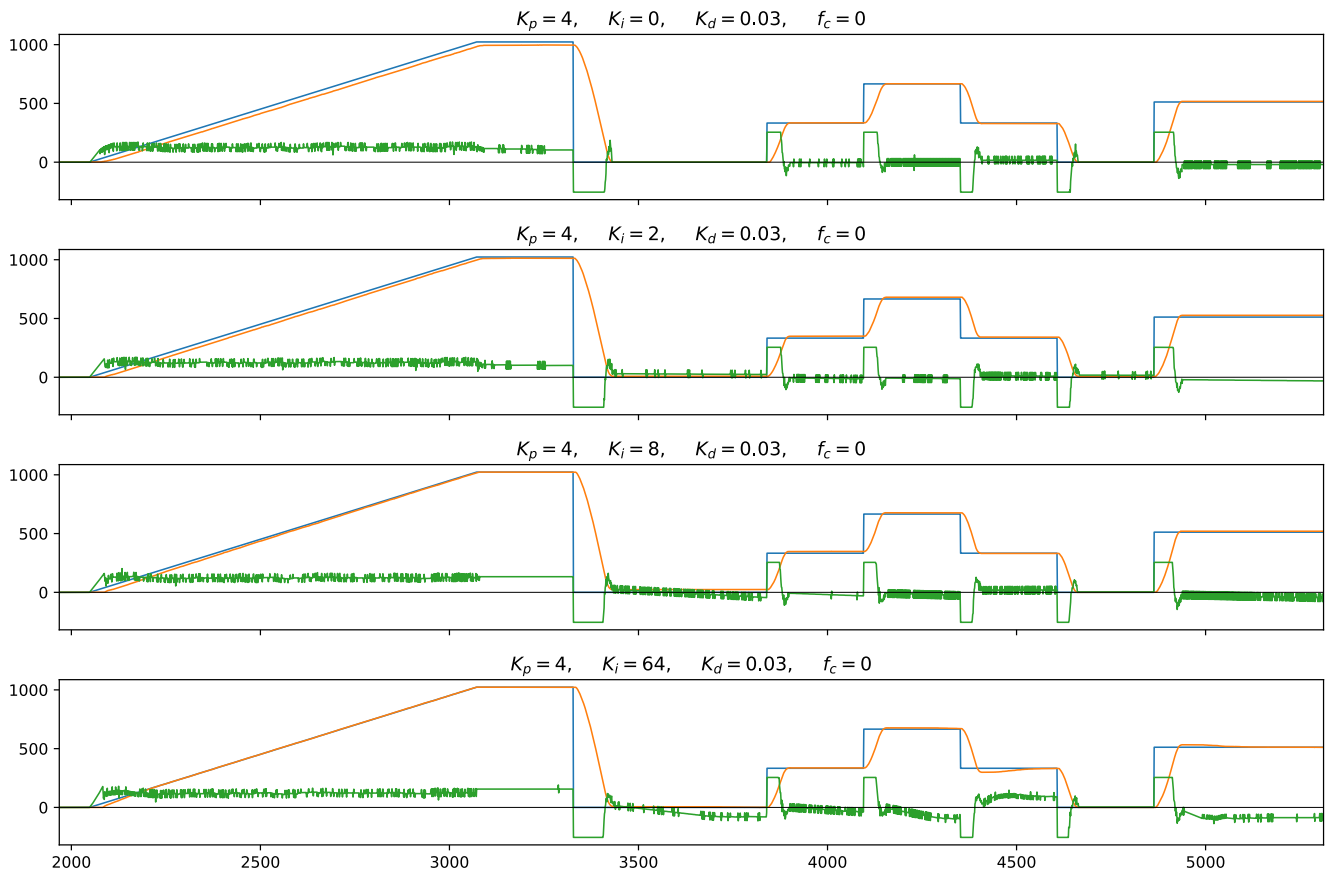 K_p = 4, K_i = 0, K_d = 0.03, f_c = 0
1000
500
0
K_p = 4, K_i = 2, K_d = 0.03, f_c = 0
1000
500
0
K_p = 4, K_i = 8, K_d = 0.03, f_c = 0
1000
500
0
K_p = 4, K_i = 64, K_d = 0.03, f_c = 0
1000
500
0
2000 2500 3000 3500 4000 4500 5000